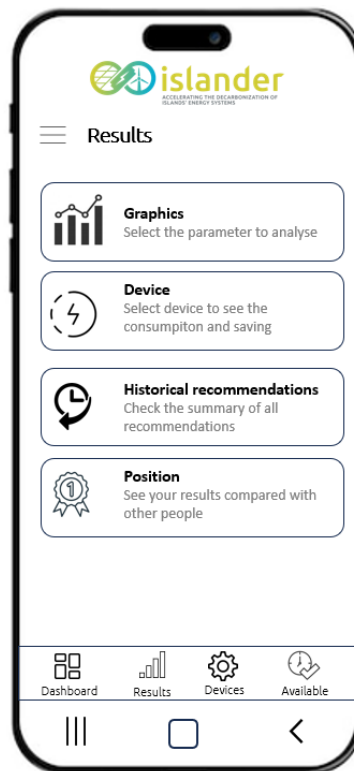 islander
ACCELERATING THE DECARBONIZATION OF
ISLANDS' ENERGY SYSTEMS
Results
Graphics
Select the parameter to analyse
Device
Select device to see the
consumpiton and saving
Historical recommendations
Check the summary of all
recommendations
1
Position
See your results compared with
other people
Dashboard Results Devices Available